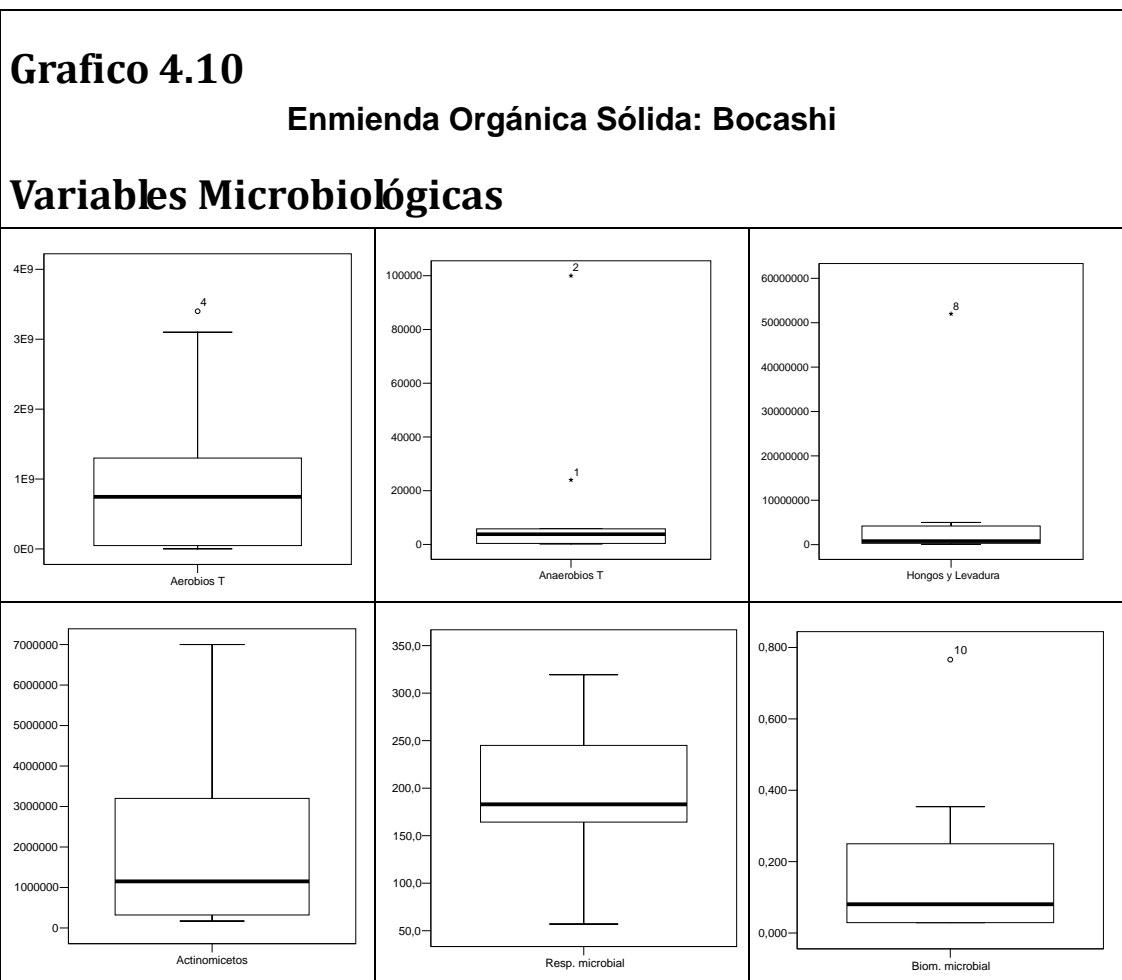 Grafico 4.10
Enmienda Orgánica Sólida: Bocashi
Variables Microbiológicas
4E9
3E9
2E9
1E9
0E0
4
Aerobios T
100000
80000
60000
40000
20000
0
2
1
Anaerobios T
60000000
50000000
40000000
30000000
20000000
10000000
0
8
Hongos y Levadura
7000000
6000000
5000000
4000000
3000000
2000000
1000000
0
Actinomicetos
350,0
300,0
250,0
200,0
150,0
100,0
50,0
Resp. microbial
0,800
0,600
0,400
0,200
0,000
10
Biom. microbial